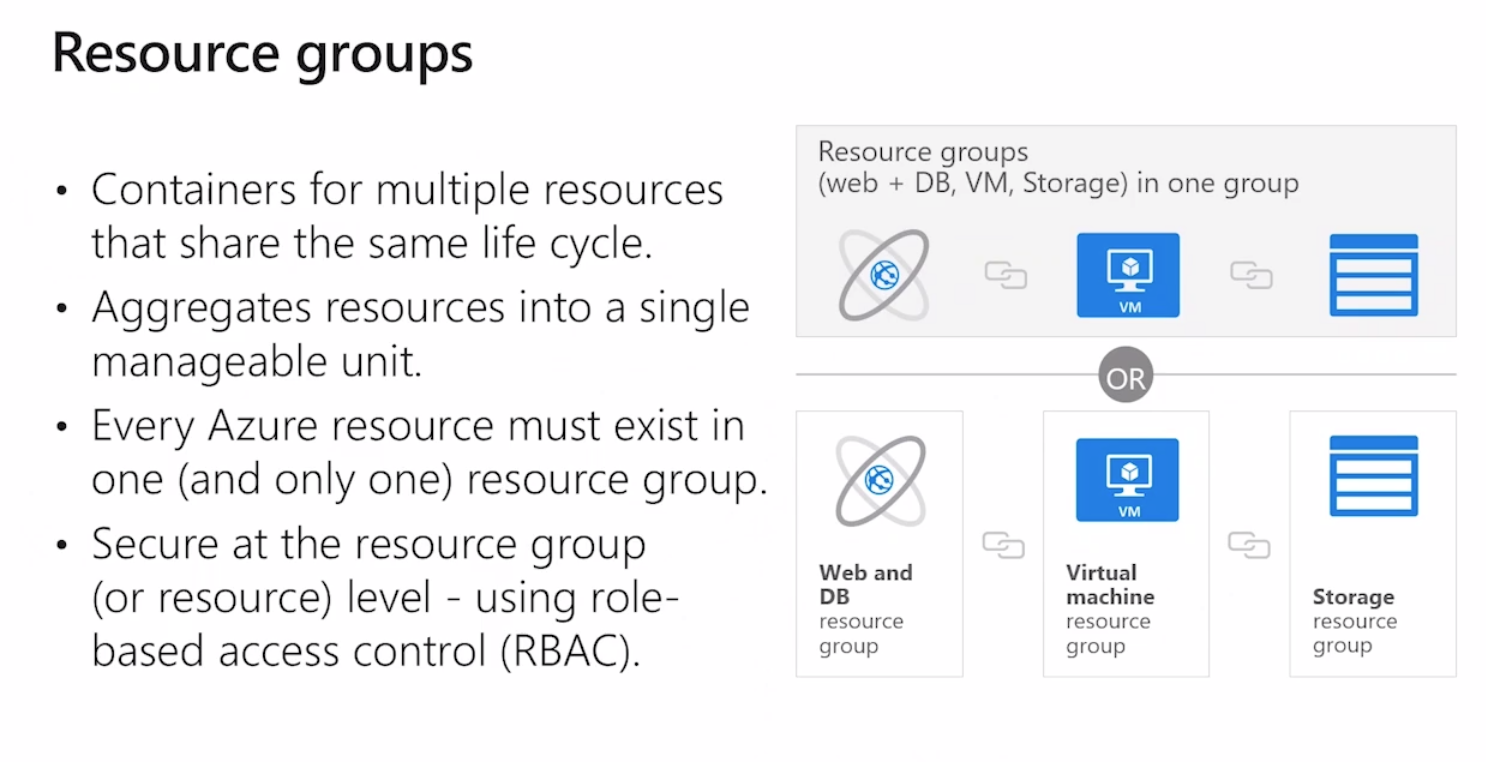 Resource groups
• Containers for multiple resources
that share the same life cycle.
• Aggregates resources into a single
manageable unit.
• Every Azure resource must exist in
one (and only one) resource group.
• Secure at the resource group
(or resource) level - using role-
based access control (RBAC).
Resource groups
(web + DB, VM, Storage) in one group
VM
OR
VM
Web and
DB
resource
group
Virtual
machine
resource
group
Storage
resource
group